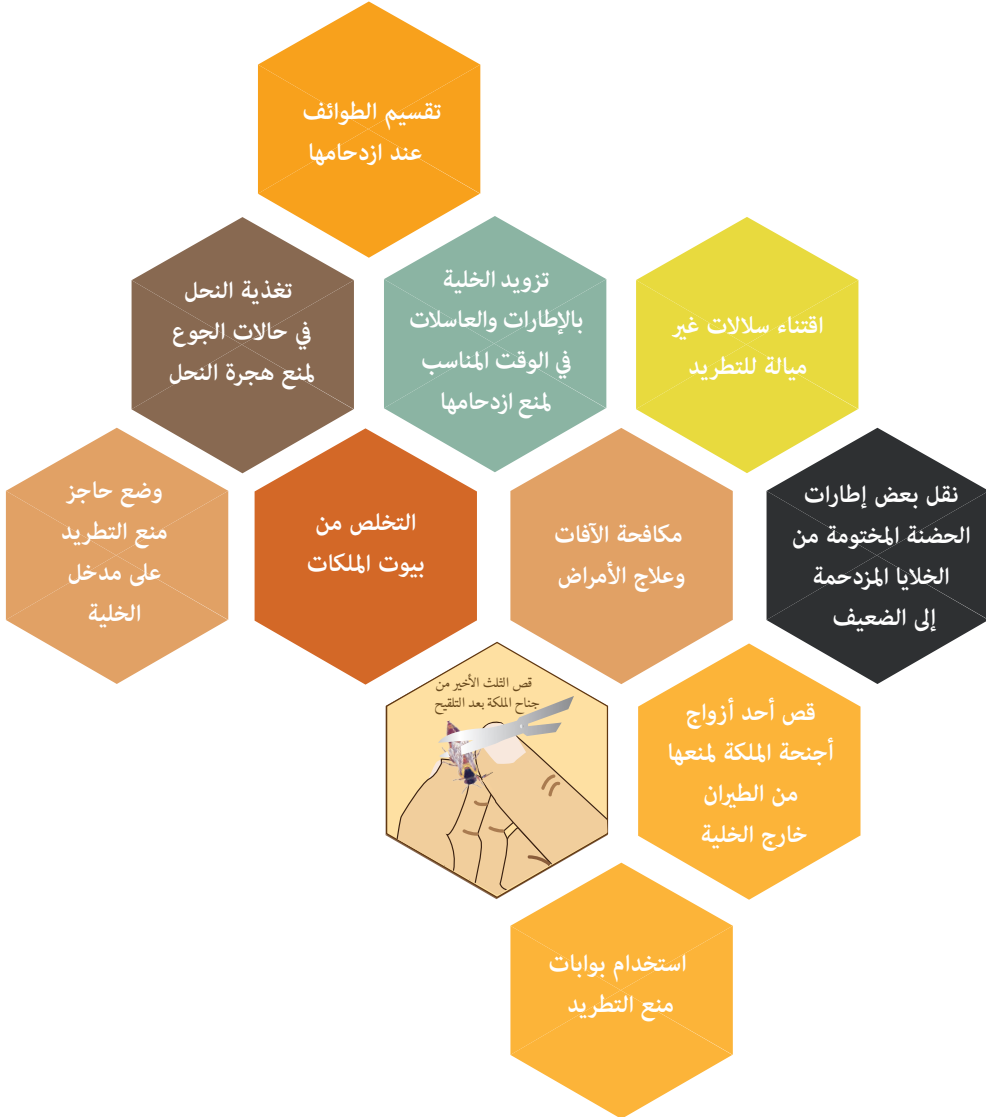 تقسيم الطوائف
عند ازدحامها
اقتناء سلالات غير
ميالة للتطريد
تزويد الخلية
بالإطارات والعاسلات
في الوقت المناسب
لمنع ازدحامها
تغذية النحل
في حالات الجوع
لمنع هجرة النحل
نقل بعض إطارات
الحضنة المختومة من
الخلايا المزدحمة
إلى الضعيف
مكافحة الآفات
وعلاج الأمراض
التخلص من
بيوت الملكات
وضع حاجز
منع التطريد
على مدخل
الخلية
قص أحد أزواج
أجنحة الملكة لمنعها
من الطيران
خارج الخلية
قص الثلث الأخير من
جناح الملكة بعد التلقيح
استخدام بوابات
منع التطريد